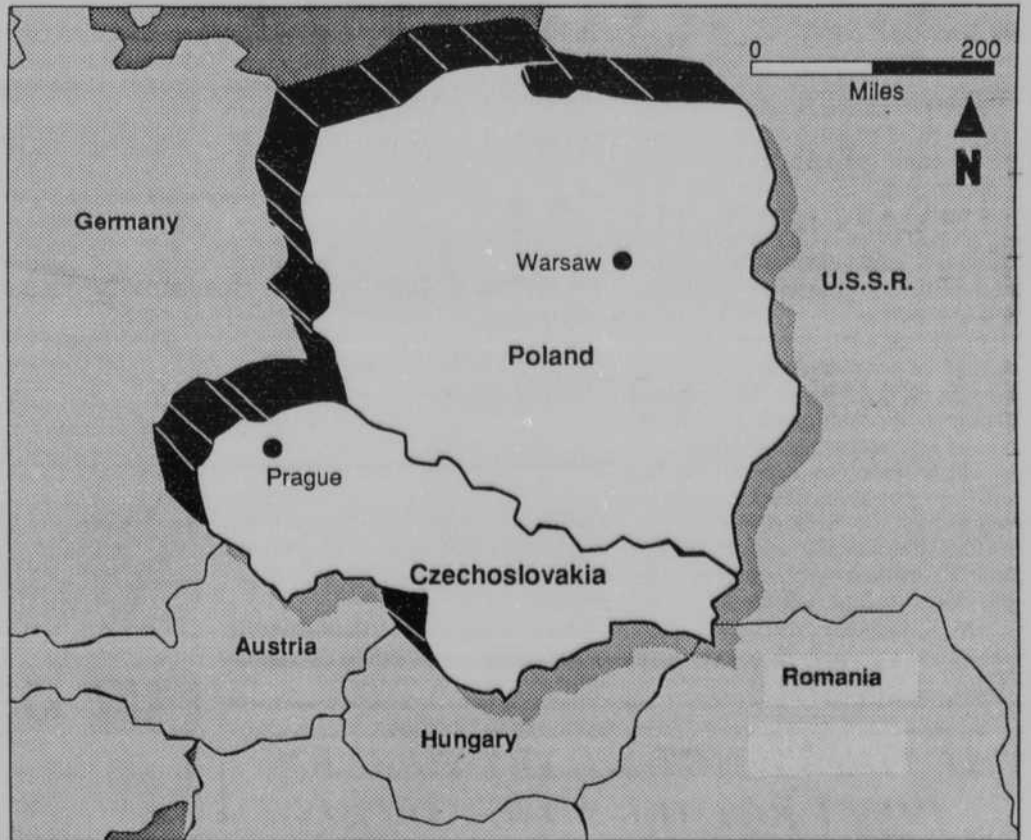 0 200
Miles
N
Germany
Warsaw
U.S.S.R.
Poland
Prague
Czechoslovakia
Austria
Romania
Hungary